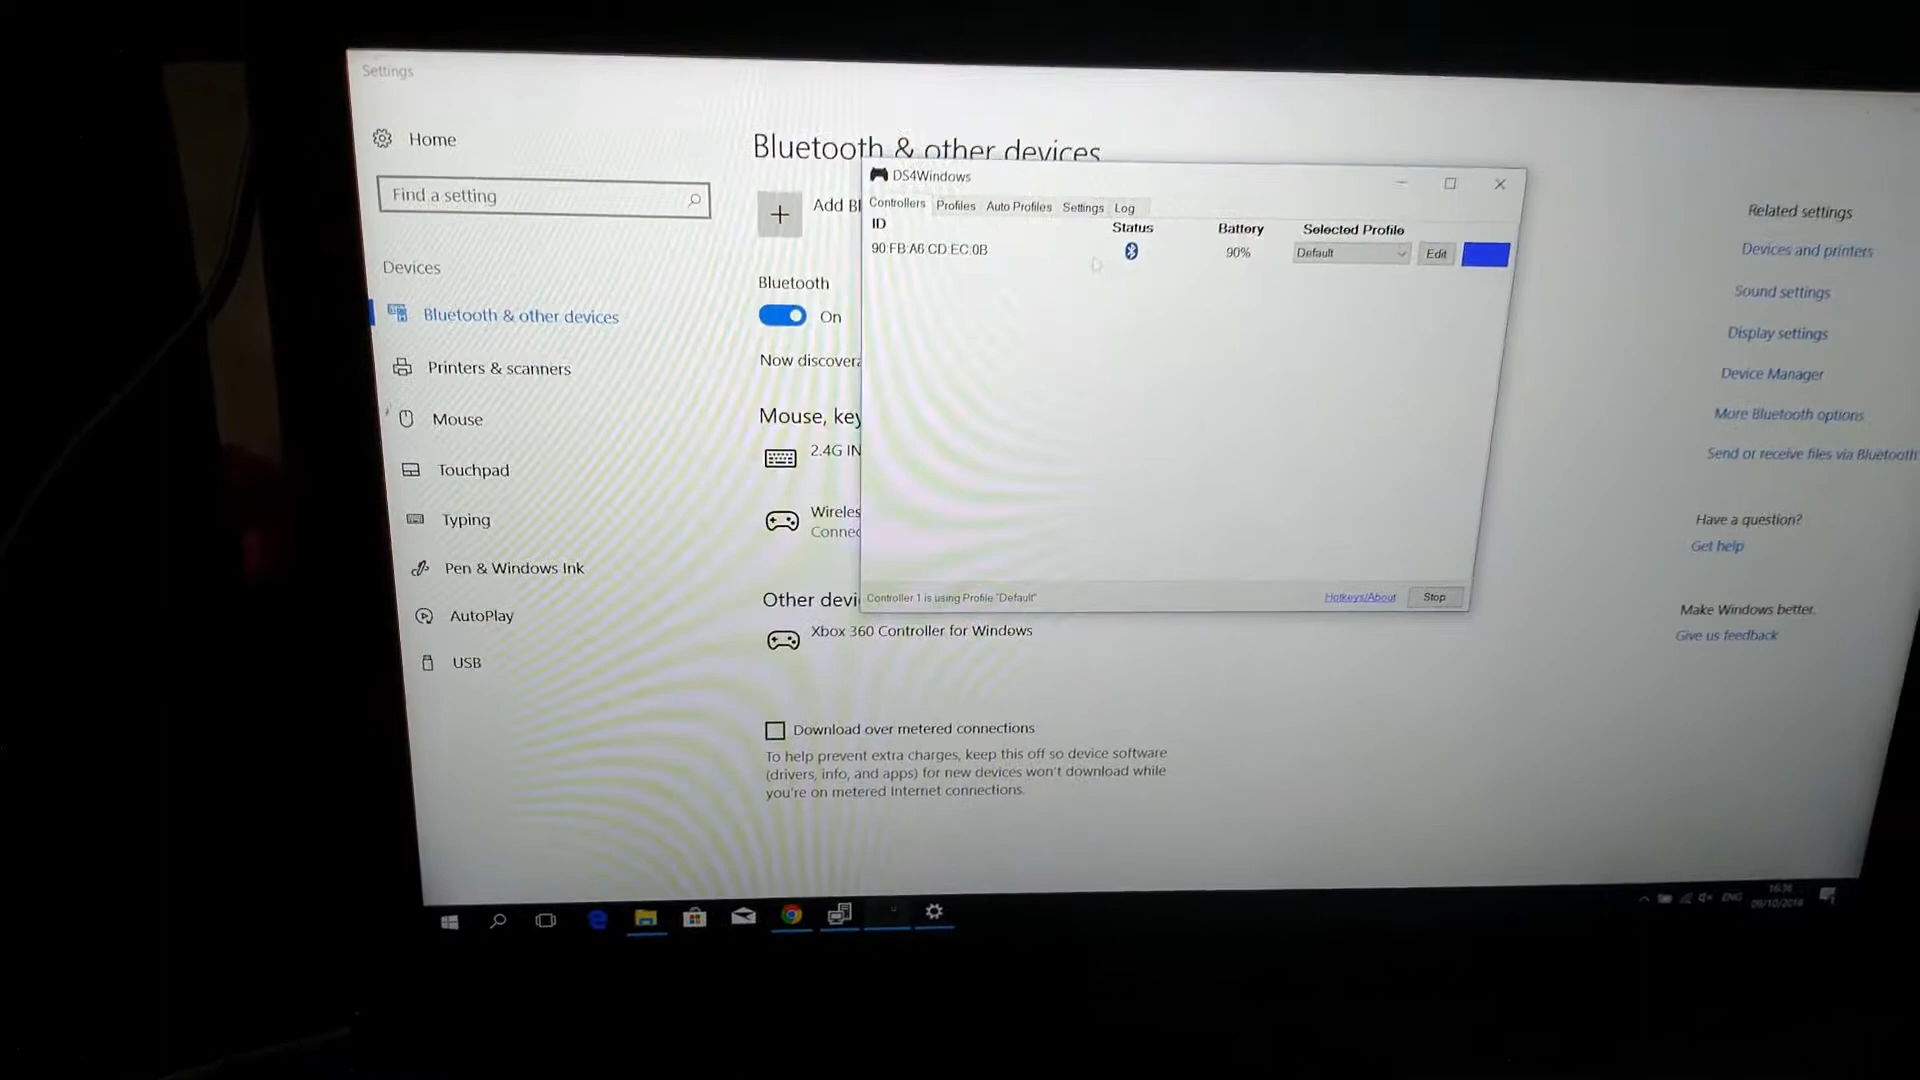 Settings
Home
Find a setting
Devices
Bluetooth & other devices
Printers & scanners
Mouse
Touchpad
Typing
Pen & Windows Ink
AutoPlay
USB
Bluetooth & other devices
Add Bl
Bluetooth
On
Now discovera
Mouse, key
2.4G IN
Wireles
Connec
Other devi
Xbox 360 Controller for Windows
Download over metered connections
To help prevent extra charges, keep this off so device software
(drivers, info, and apps) for new devices won't download while
you're on metered Internet connections.
DS4Windows
Controllers Profiles Auto Profiles Settings Log
ID Status Battery Selected Profile
90:FB:A6:CD:EC:0B 90% Default Edit
Controller 1 is using Profile "Default" Hotkeys/About Stop
Related settings
Devices and printers
Sound settings
Display settings
Device Manager
More Bluetooth options
Send or receive files via Bluetooth
Have a question?
Get help
Make Windows better.
Give us feedback
ENG
16:36
09/10/2018